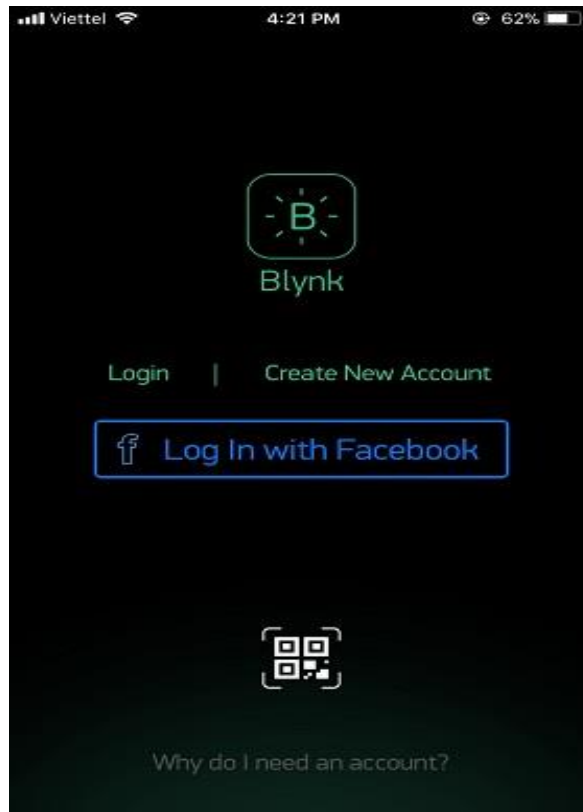 Viettel 4:21 PM 62%
B
Blynk
Login | Create New Account
f Log In with Facebook
Why do I need an account?